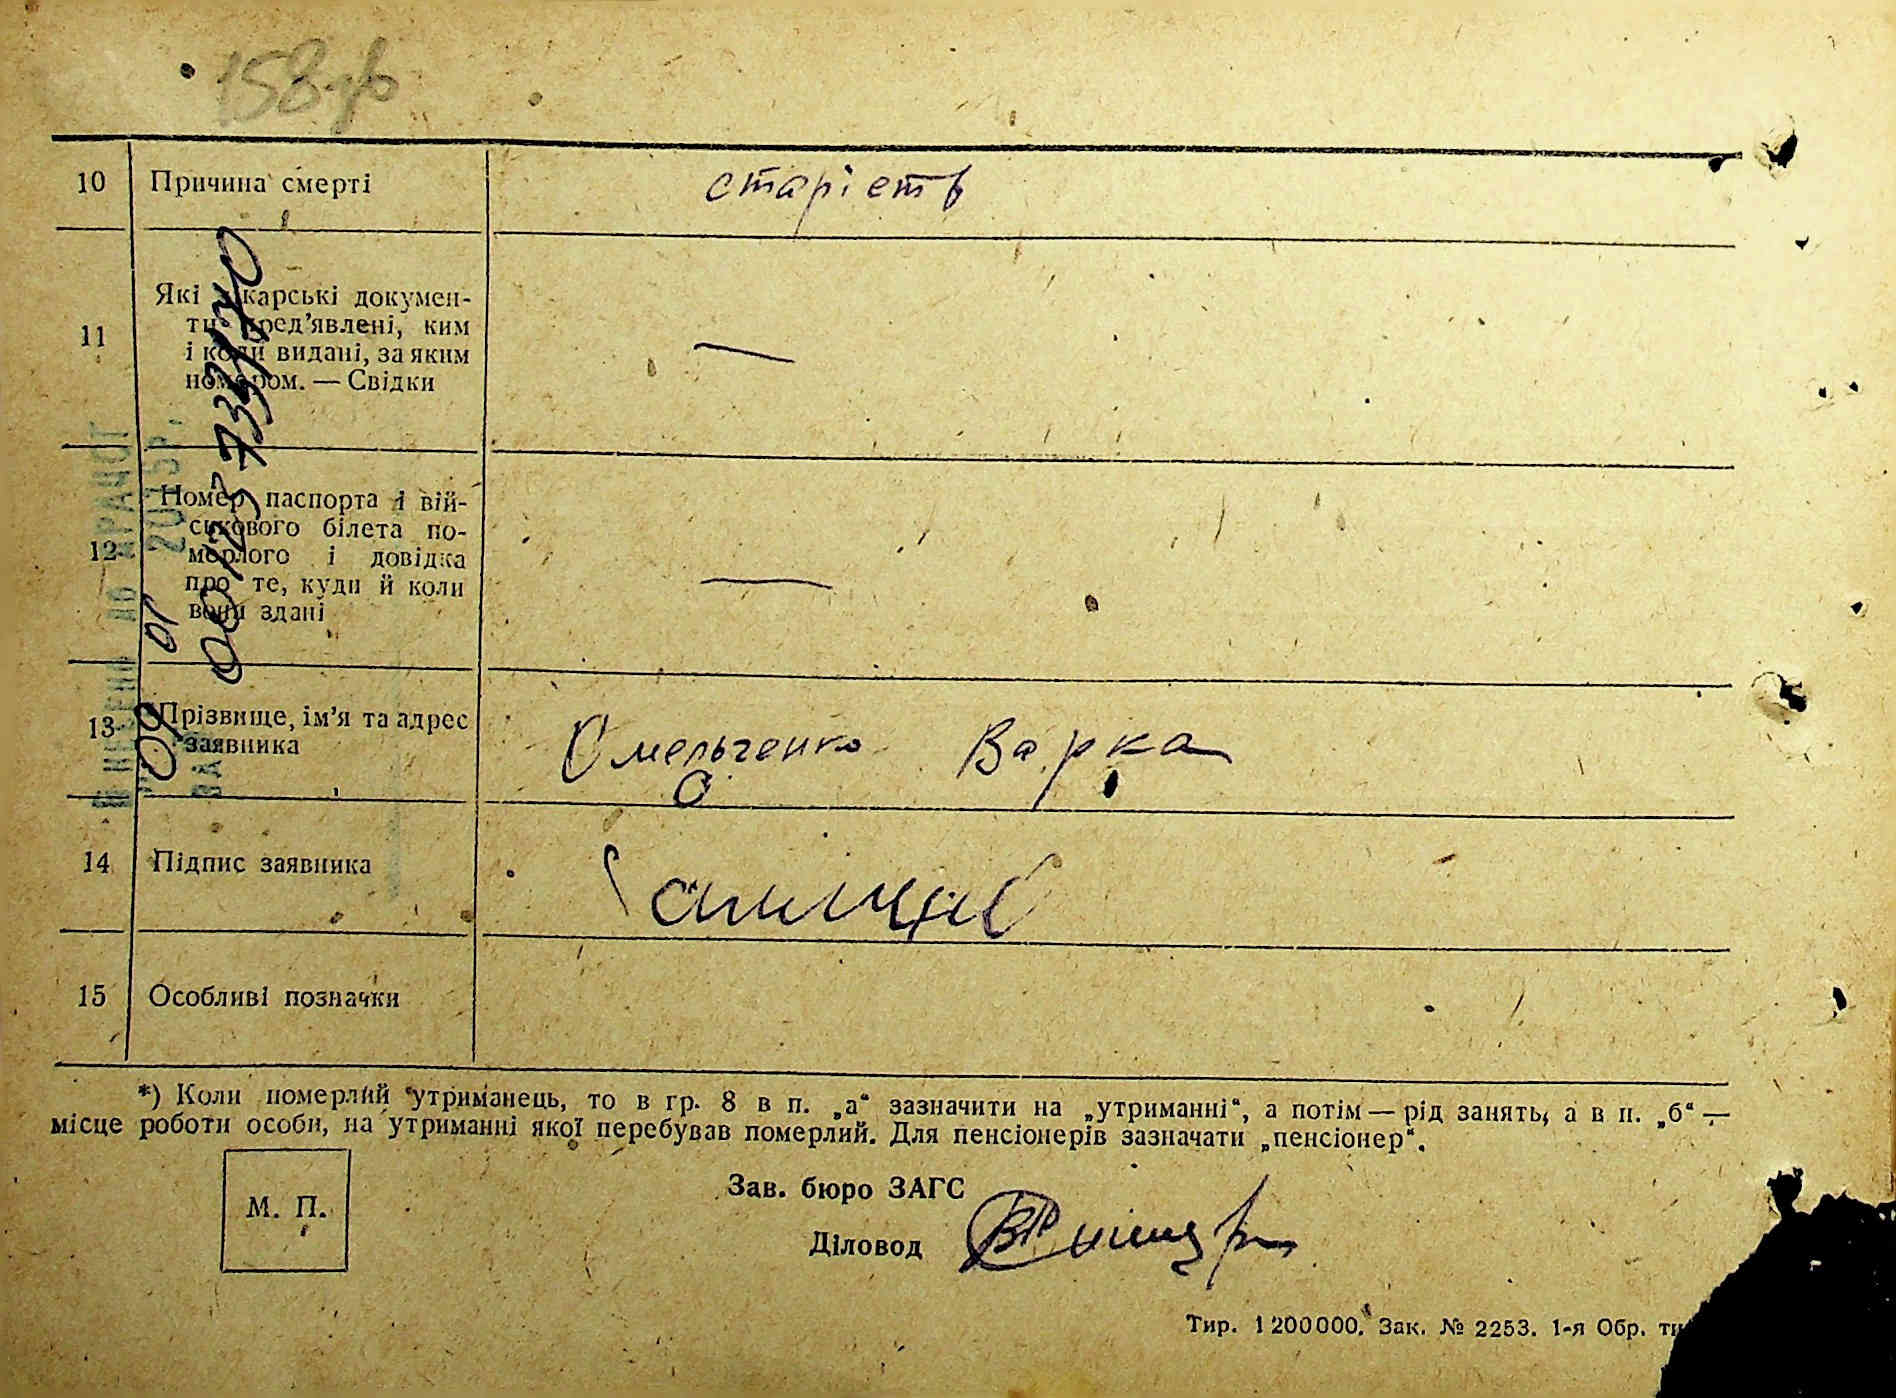 10 Причина смерті старість
11 Які лікарські докумен-
ти пред'явлені, ким
і коли видані, за яким
номером. — Свідки —
12 Номер паспорта і вій-
ськового білета по-
мерлого і довідка
про те, куди й коли
вони здані —
13 Прізвище, ім'я та адрес
заявника Омельченко Варка
14 Підпис заявника
15 Особливі позначки
*) Коли померлий утриманець, то в гр. 8 в п. „а“ зазначити на „утриманні“, а потім — рід занять, а в п. „б“ —
місце роботи особи, на утриманні якої перебував померлий. Для пенсіонерів зазначати „пенсіонер“.
М. П.
Зав. бюро ЗАГС
Діловод
Тир. 1200000. Зак. № 2253. 1-я Обр.